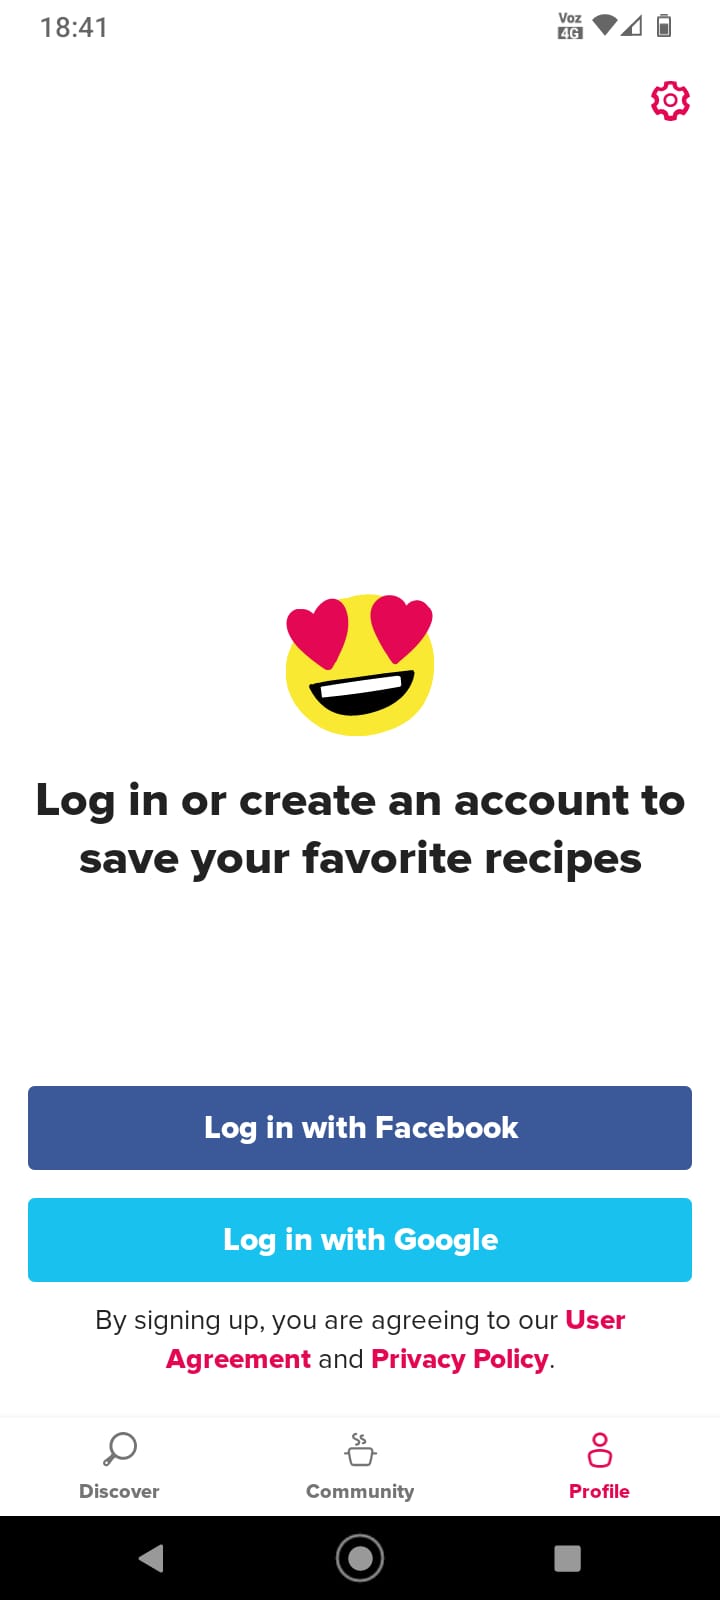 18:41
Voz
4G
Log in or create an account to
save your favorite recipes
Log in with Facebook
Log in with Google
By signing up, you are agreeing to our User
Agreement and Privacy Policy.
Discover
Community
Profile